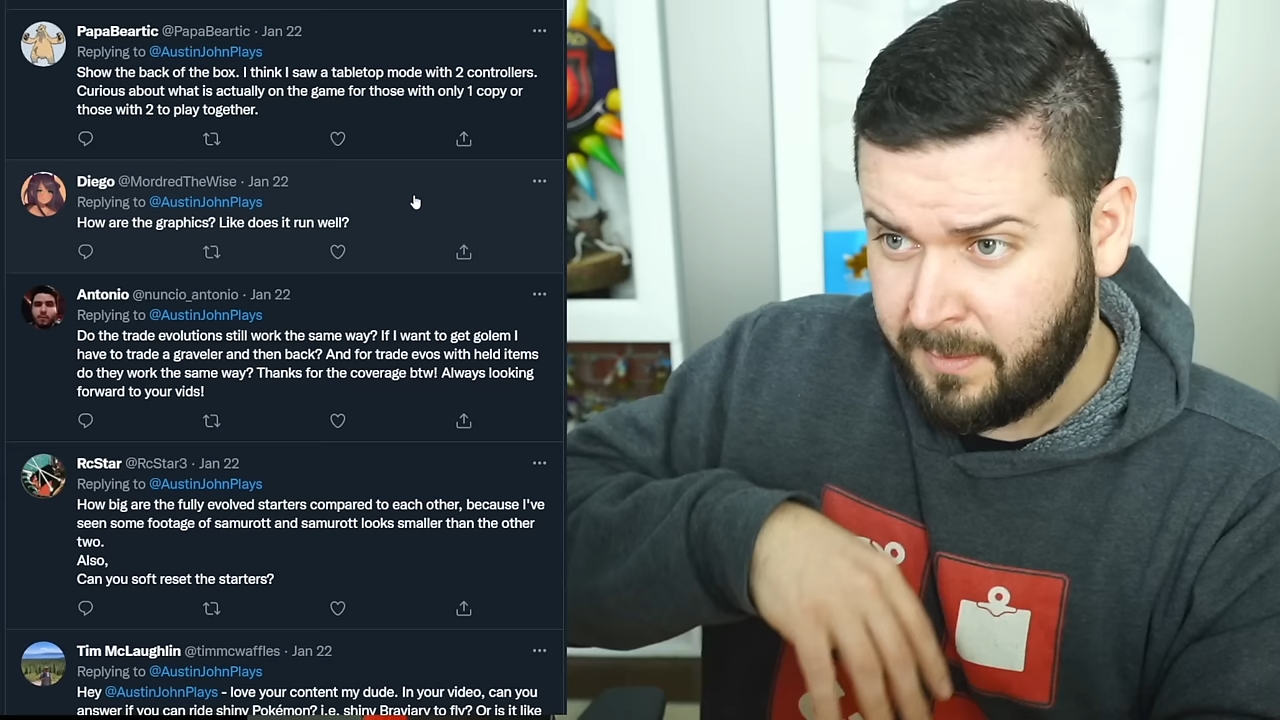 PapaBeartic @PapaBeartic · Jan 22
Replying to @AustinJohnPlays
Show the back of the box. I think I saw a tabletop mode with 2 controllers.
Curious about what is actually on the game for those with only 1 copy or
those with 2 to play together.
Diego @MordredTheWise · Jan 22
Replying to @AustinJohnPlays
How are the graphics? Like does it run well?
Antonio @nuncio_antonio · Jan 22
Replying to @AustinJohnPlays
Do the trade evolutions still work the same way? If I want to get golem I
have to trade a graveler and then back? And for trade evos with held items
do they work the same way? Thanks for the coverage btw! Always looking
forward to your vids!
RcStar @RcStar3 · Jan 22
Replying to @AustinJohnPlays
How big are the fully evolved starters compared to each other, because I've
seen some footage of samurott and samurott looks smaller than the other
two.
Also,
Can you soft reset the starters?
Tim McLaughlin @timmcwaffles · Jan 22
Replying to @AustinJohnPlays
Hey @AustinJohnPlays - love your content my dude. In your video, can you
answer if you can ride shiny Pokémon? i.e. shiny Braviary to fly? Or is it like